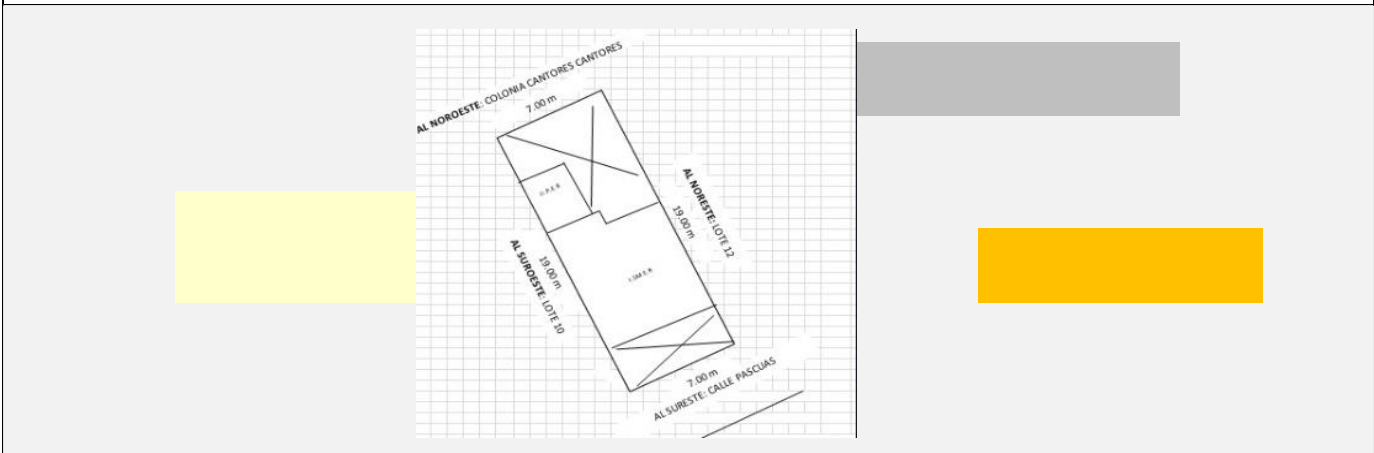 AL NOROESTE: COLONIA CANTORES CANTORES
7.00 m
AL NORESTE: LOTE 12
19.00 m
19.00 m
AL SUROESTE: LOTE 10
7.00 m
AL SURESTE: CALLE PASCUAS